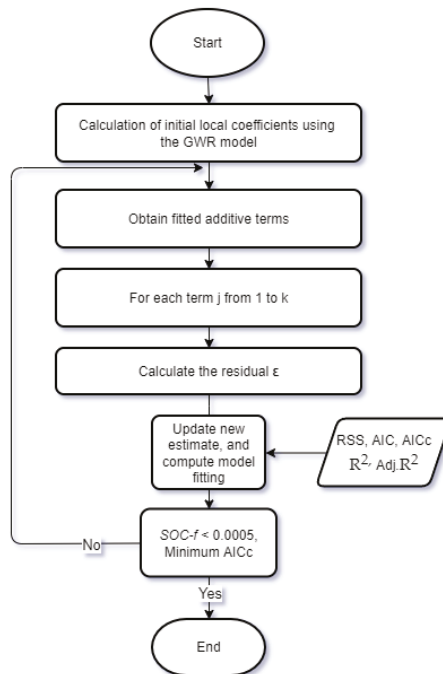 Start
Calculation of initial local coefficients using
the GWR model
Obtain fitted additive terms
For each term j from 1 to k
Calculate the residual ε
Update new
estimate, and
compute model
fitting
RSS, AIC, AICc
ℝ², Adj.ℝ²
SOC-f < 0.0005,
Minimum AICc
No
Yes
End